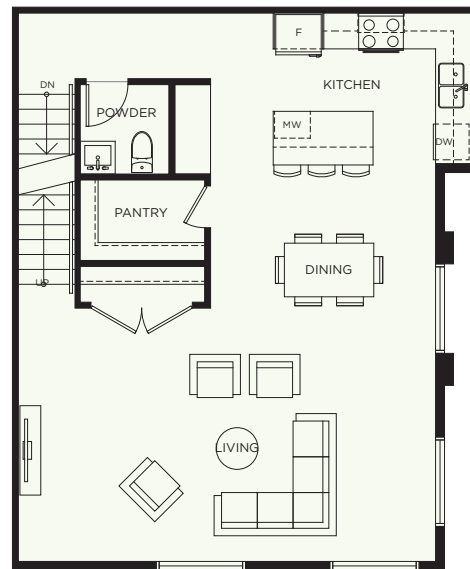 F
KITCHEN
DN
POWDER
MW
DW
PANTRY
DINING
UP
LIVING